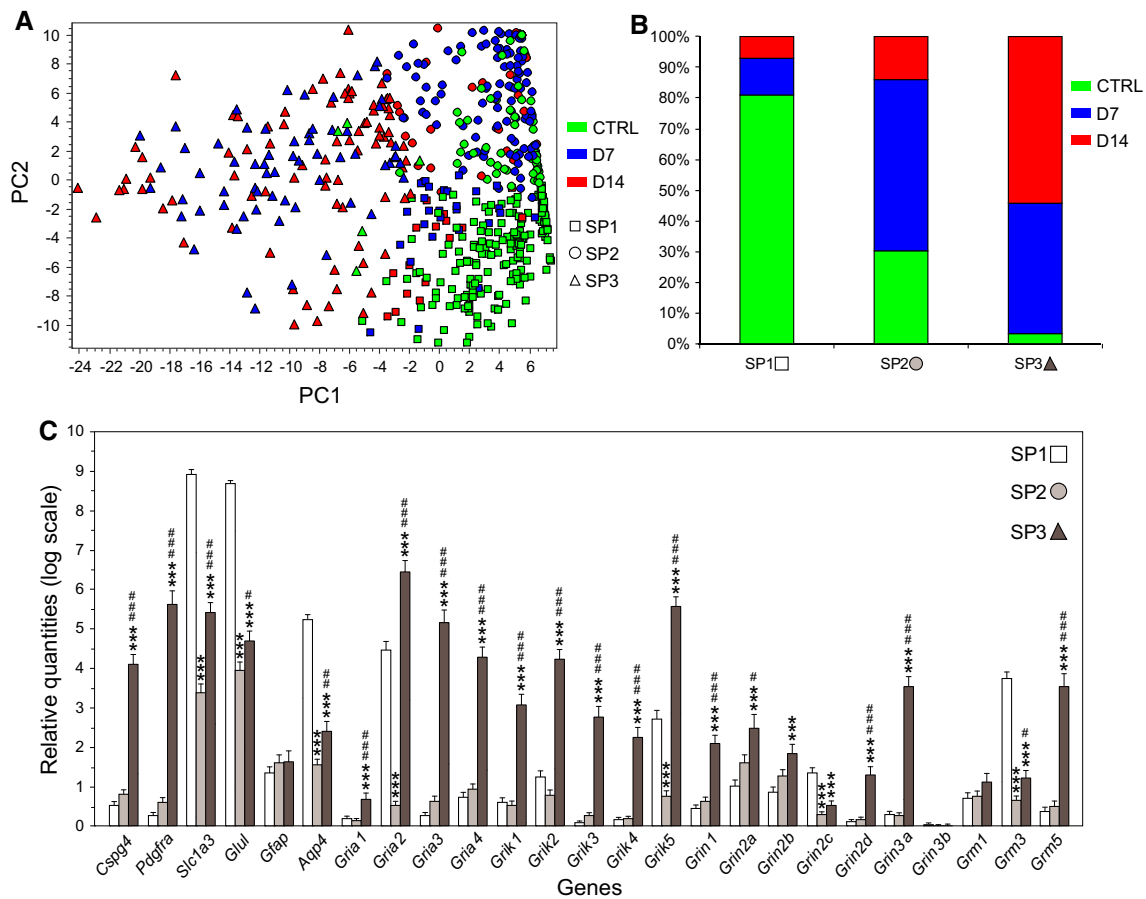 A
PC2
10
8
6
4
2
0
-2
-4
-6
-8
-10
-24 -22 -20 -18 -16 -14 -12 -10 -8 -6 -4 -2 0 2 4 6
PC1
CTRL
D7
D14
SP1
SP2
SP3
B
100%
90%
80%
70%
60%
50%
40%
30%
20%
10%
0%
SP1 SP2 SP3
CTRL
D7
D14
C
Relative quantities (log scale)
10
9
8
7
6
5
4
3
2
1
0
SP1
SP2
SP3
###*** ###*** *** ###*** *** #*** *** ##*** ###*** *** ###*** ###*** ###*** ###*** ###*** ###*** ###*** *** ###*** ###*** #*** *** *** *** ###*** ###*** *** #*** ###***
Cspg4 Pdgfra Slc1a3 Glul Gfap Aqp4 Gria1 Gria2 Gria3 Gria4 Grik1 Grik2 Grik3 Grik4 Grik5 Grin1 Grin2a Grin2b Grin2c Grin2d Grin3a Grin3b Grm1 Grm3 Grm5
Genes